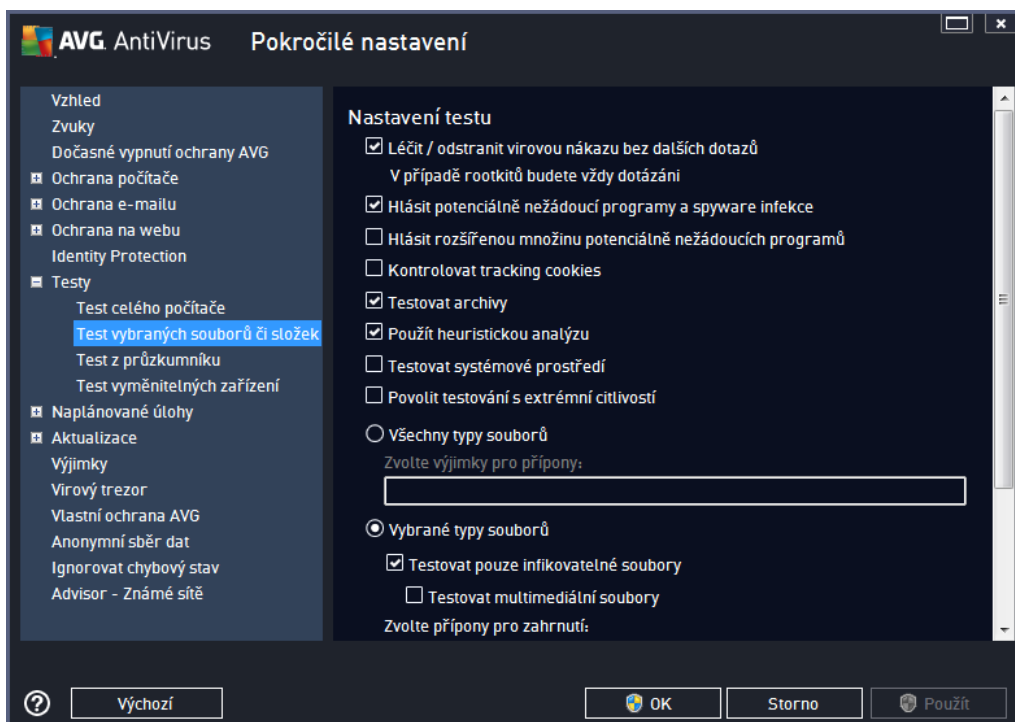 AVG. AntiVirus Pokročilé nastavení
Vzhled
Zvuky
Dočasné vypnutí ochrany AVG
Ochrana počítače
Ochrana e-mailu
Ochrana na webu
Identity Protection
Testy
Test celého počítače
Test vybraných souborů či složek
Test z průzkumníku
Test vyměnitelných zařízení
Naplánované úlohy
Aktualizace
Výjimky
Virový trezor
Vlastní ochrana AVG
Anonymní sběr dat
Ignorovat chybový stav
Advisor - Známé sítě
Nastavení testu
Léčit / odstranit virovou nákazu bez dalších dotazů
V případě rootkitů budete vždy dotázáni
Hlásit potenciálně nežádoucí programy a spyware infekce
Hlásit rozšířenou množinu potenciálně nežádoucích programů
Kontrolovat tracking cookies
Testovat archivy
Použít heuristickou analýzu
Testovat systémové prostředí
Povolit testování s extrémní citlivostí
Všechny typy souborů
Zvolte výjimky pro přípony:
Vybrané typy souborů
Testovat pouze infikovatelné soubory
Testovat multimediální soubory
Zvolte přípony pro zahrnutí:
? Výchozí OK Storno Použít